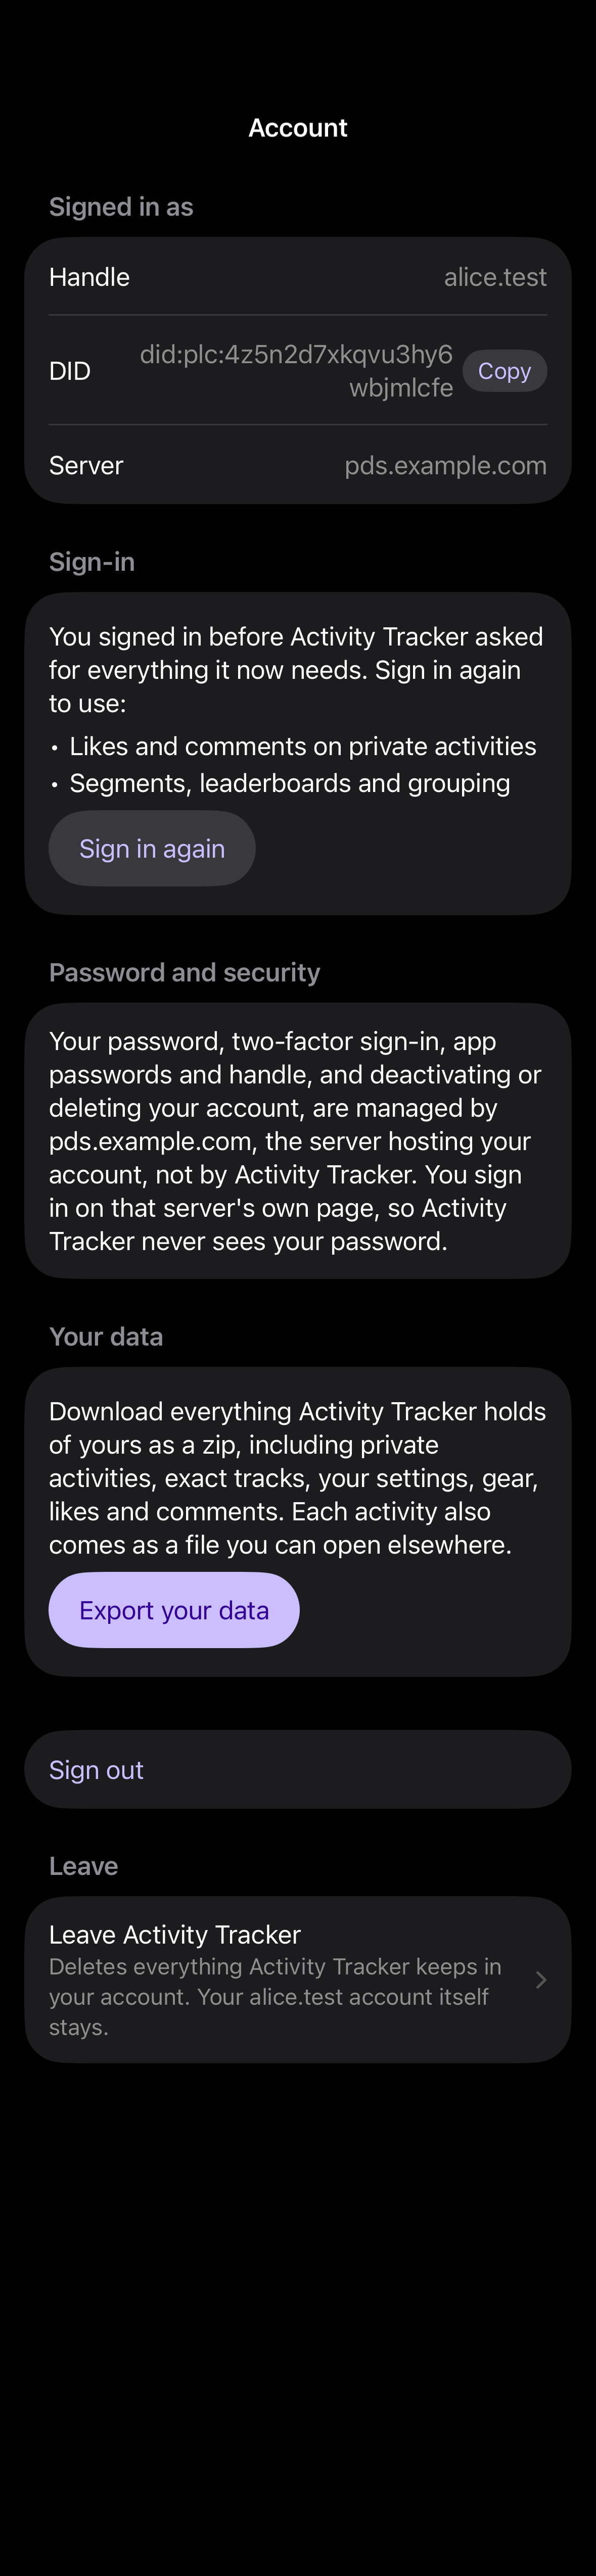 Account
Signed in as
Handle
alice.test
DID
did:plc:4z5n2d7xkqvu3hy6
wbjmlcfe
Copy
Server
pds.example.com
Sign-in
You signed in before Activity Tracker asked
for everything it now needs. Sign in again
to use:
• Likes and comments on private activities
• Segments, leaderboards and grouping
Sign in again
Password and security
Your password, two-factor sign-in, app
passwords and handle, and deactivating or
deleting your account, are managed by
pds.example.com, the server hosting your
account, not by Activity Tracker. You sign
in on that server's own page, so Activity
Tracker never sees your password.
Your data
Download everything Activity Tracker holds
of yours as a zip, including private
activities, exact tracks, your settings, gear,
likes and comments. Each activity also
comes as a file you can open elsewhere.
Export your data
Sign out
Leave
Leave Activity Tracker
Deletes everything Activity Tracker keeps in
your account. Your alice.test account itself
stays.